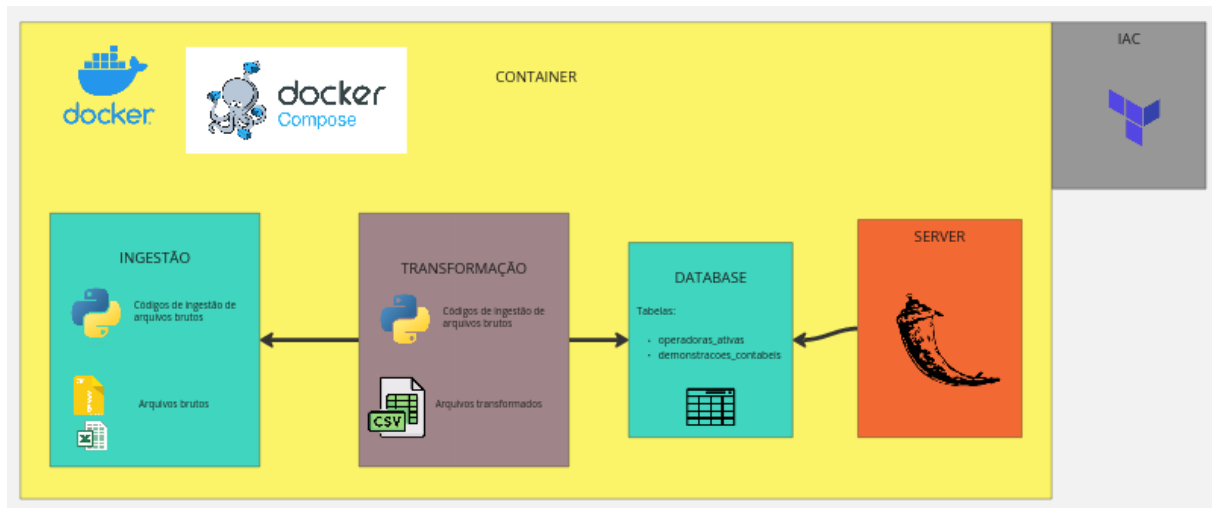 docker
docker
Compose
CONTAINER
IAC
INGESTÃO
Códigos de ingestão de
arquivos brutos
Arquivos brutos
TRANSFORMAÇÃO
Códigos de ingestão de
arquivos brutos
CSV
Arquivos transformados
DATABASE
Tabelas:
• operadoras_ativas
• demonstracoes_contabeis
SERVER